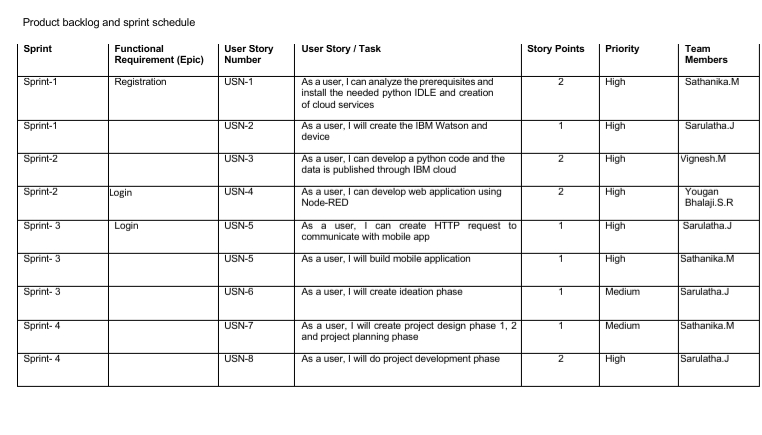 Product backlog and sprint schedule
Sprint Functional Requirement (Epic) User Story Number User Story / Task Story Points Priority Team Members
Sprint-1 Registration USN-1 As a user, I can analyze the prerequisites and install the needed python IDLE and creation of cloud services 2 High Sathanika.M
Sprint-1 USN-2 As a user, I will create the IBM Watson and device 1 High Sarulatha.J
Sprint-2 USN-3 As a user, I can develop a python code and the data is published through IBM cloud 2 High Vignesh.M
Sprint-2 Login USN-4 As a user, I can develop web application using Node-RED 2 High Yougan Bhalaji.S.R
Sprint- 3 Login USN-5 As a user, I can create HTTP request to communicate with mobile app 1 High Sarulatha.J
Sprint- 3 USN-5 As a user, I will build mobile application 1 High Sathanika.M
Sprint- 3 USN-6 As a user, I will create ideation phase 1 Medium Sarulatha.J
Sprint- 4 USN-7 As a user, I will create project design phase 1, 2 and project planning phase 1 Medium Sathanika.M
Sprint- 4 USN-8 As a user, I will do project development phase 2 High Sarulatha.J